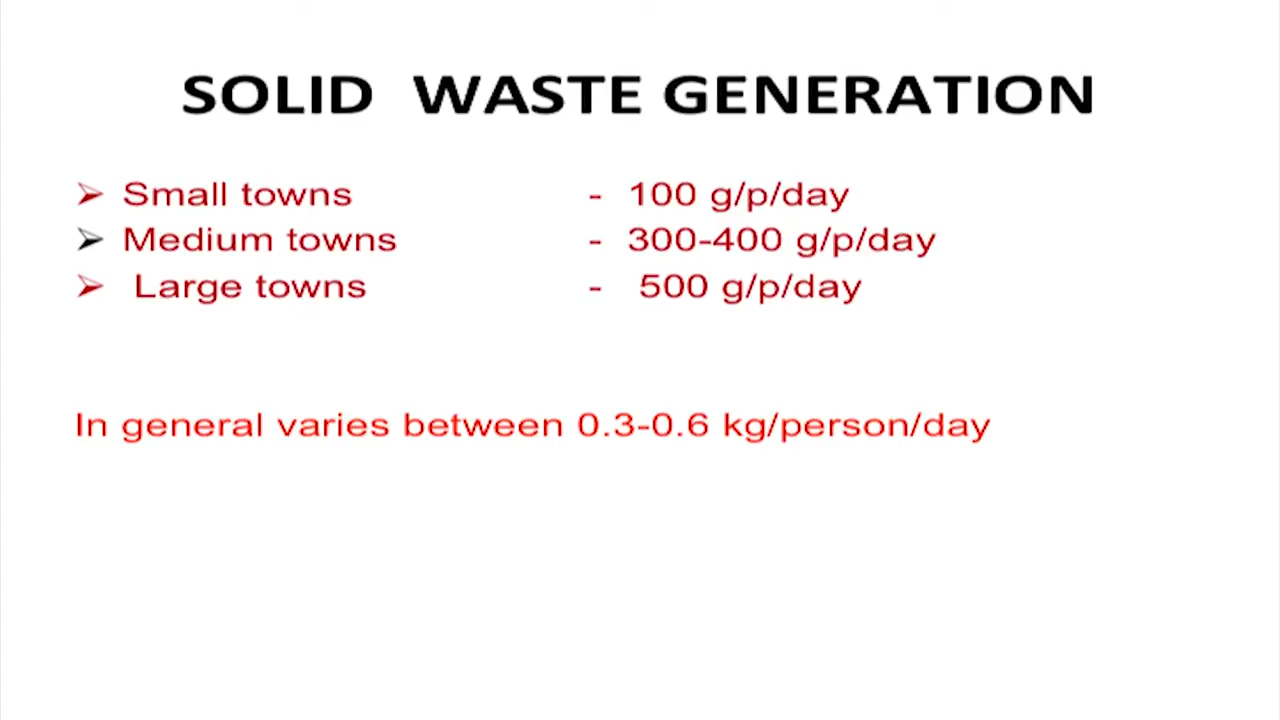 SOLID WASTE GENERATION
➢ Small towns - 100 g/p/day
➢ Medium towns - 300-400 g/p/day
➢ Large towns - 500 g/p/day
In general varies between 0.3-0.6 kg/person/day